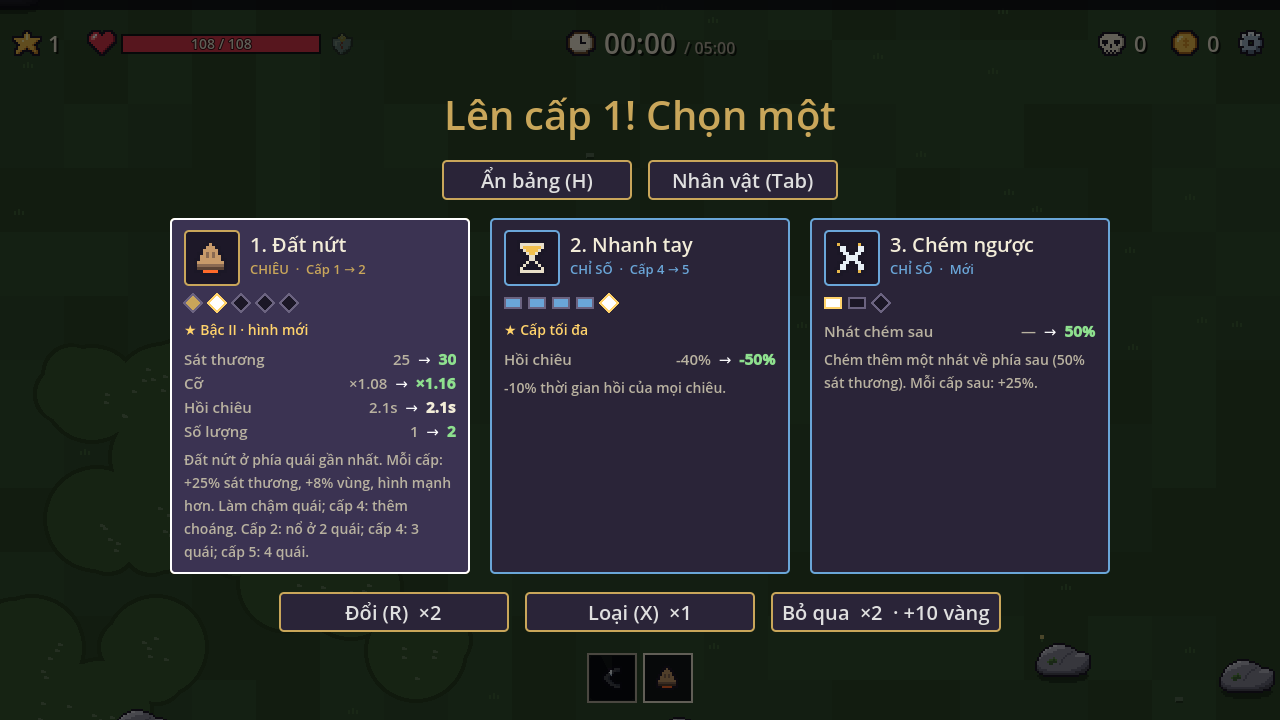 1
108 / 108
00:00 / 05:00
0
0
Lên cấp 1! Chọn một
Ẩn bảng (H)
Nhân vật (Tab)
1. Đất nứt
CHIÊU · Cấp 1 → 2
★ Bậc II · hình mới
Sát thương 25 → 30
Cỡ ×1.08 → ×1.16
Hồi chiêu 2.1s → 2.1s
Số lượng 1 → 2
Đất nứt ở phía quái gần nhất. Mỗi cấp:
+25% sát thương, +8% vùng, hình mạnh
hơn. Làm chậm quái; cấp 4: thêm
choáng. Cấp 2: nổ ở 2 quái; cấp 4: 3
quái; cấp 5: 4 quái.
2. Nhanh tay
CHỈ SỐ · Cấp 4 → 5
★ Cấp tối đa
Hồi chiêu -40% → -50%
-10% thời gian hồi của mọi chiêu.
3. Chém ngược
CHỈ SỐ · Mới
Nhát chém sau — → 50%
Chém thêm một nhát về phía sau (50%
sát thương). Mỗi cấp sau: +25%.
Đổi (R) ×2
Loại (X) ×1
Bỏ qua ×2 · +10 vàng